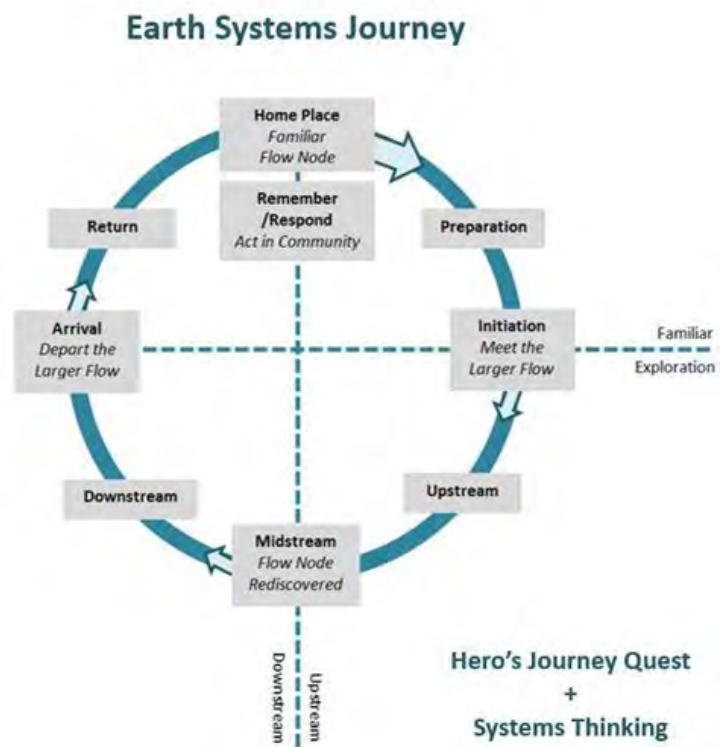 Earth Systems Journey
Home Place
Familiar
Flow Node
Remember
/Respond
Act in Community
Return
Preparation
Arrival
Depart the
Larger Flow
Initiation
Meet the
Larger Flow
Familiar
Exploration
Downstream
Upstream
Midstream
Flow Node
Rediscovered
Downstream
Upstream
Hero's Journey Quest
+
Systems Thinking